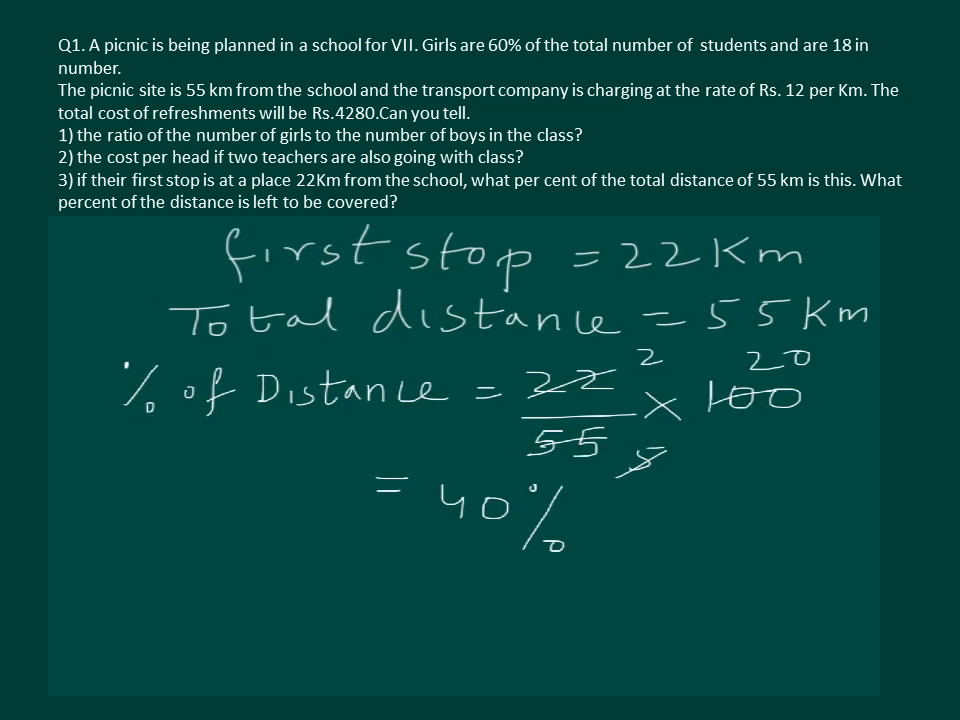 Q1. A picnic is being planned in a school for VII. Girls are 60% of the total number of students and are 18 in
number.
The picnic site is 55 km from the school and the transport company is charging at the rate of Rs. 12 per Km. The
total cost of refreshments will be Rs.4280.Can you tell.
1) the ratio of the number of girls to the number of boys in the class?
2) the cost per head if two teachers are also going with class?
3) if their first stop is at a place 22Km from the school, what per cent of the total distance of 55 km is this. What
percent of the distance is left to be covered?
first stop = 22 Km
Total distance = 55 Km
2 20
% of Distance = 22 × 100
55 5
= 40%